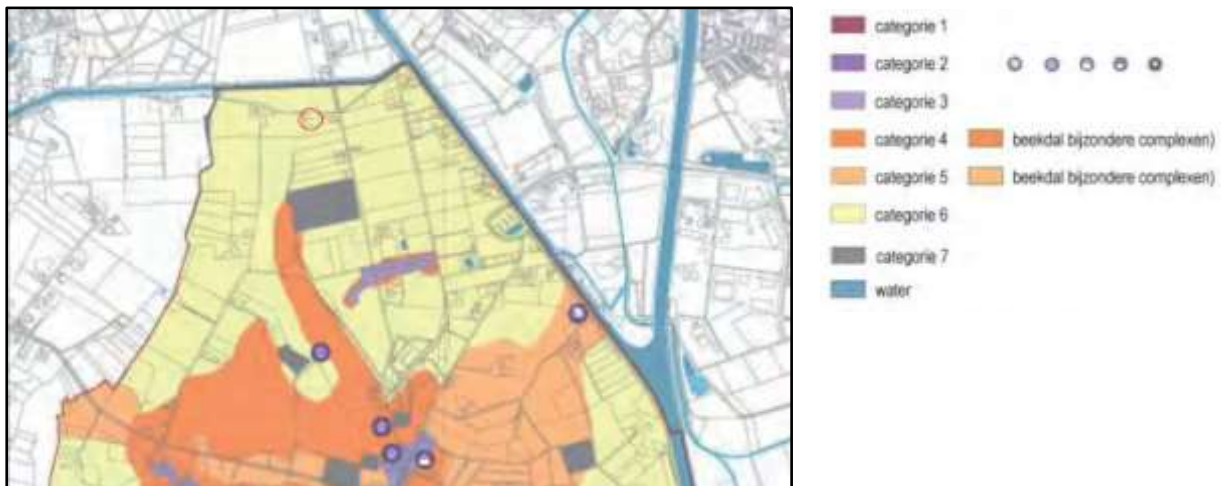 categorie 1
categorie 2
categorie 3
categorie 4
beekdal bijzondere complexen)
categorie 5
beekdal bijzondere complexen)
categorie 6
categorie 7
water